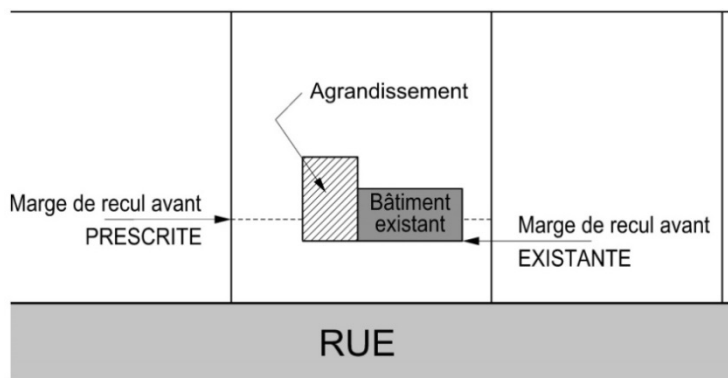 Agrandissement
Marge de recul avant
PRESCRITE
Bâtiment
existant
Marge de recul avant
EXISTANTE
RUE